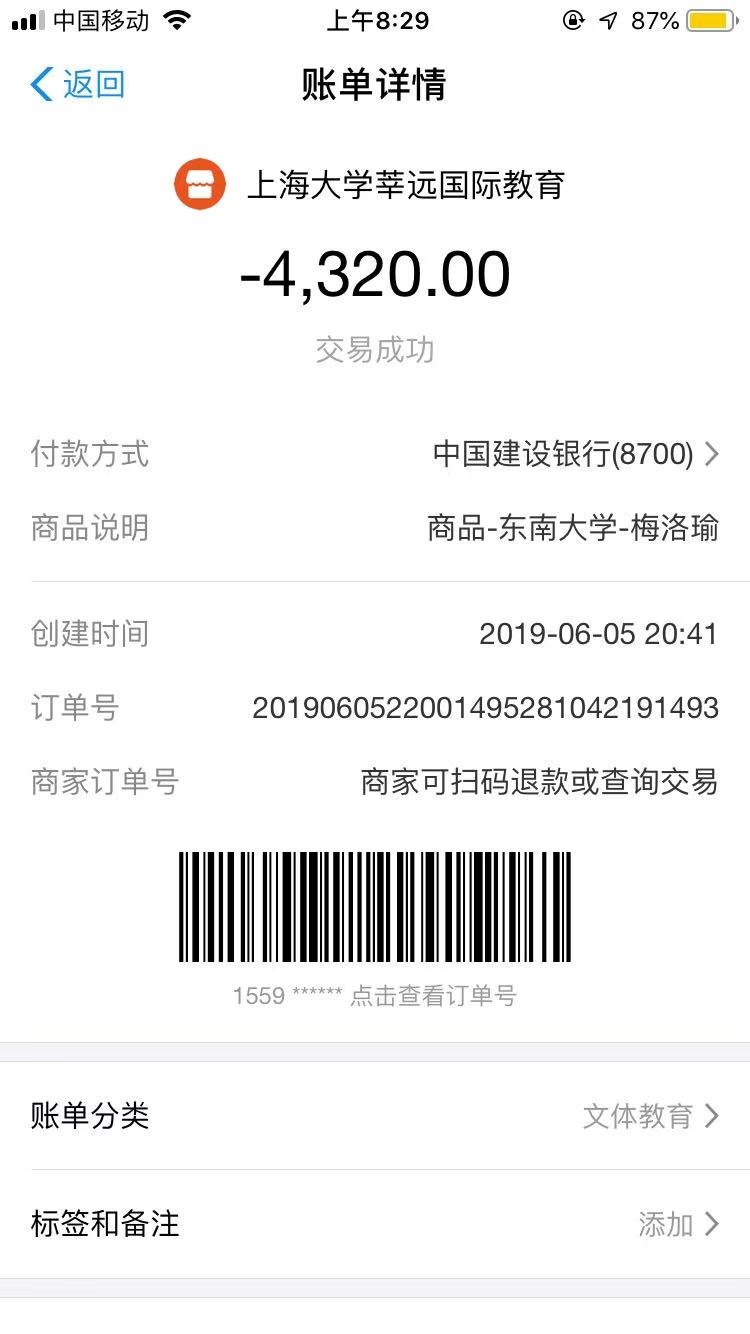 中国移动 上午8:29 87%
返回 账单详情
上海大学莘远国际教育
-4,320.00
交易成功
付款方式 中国建设银行(8700)
商品说明 商品-东南大学-梅洛瑜
创建时间 2019-06-05 20:41
订单号 2019060522001495281042191493
商家订单号 商家可扫码退款或查询交易
1559 ****** 点击查看订单号
账单分类 文体教育
标签和备注 添加